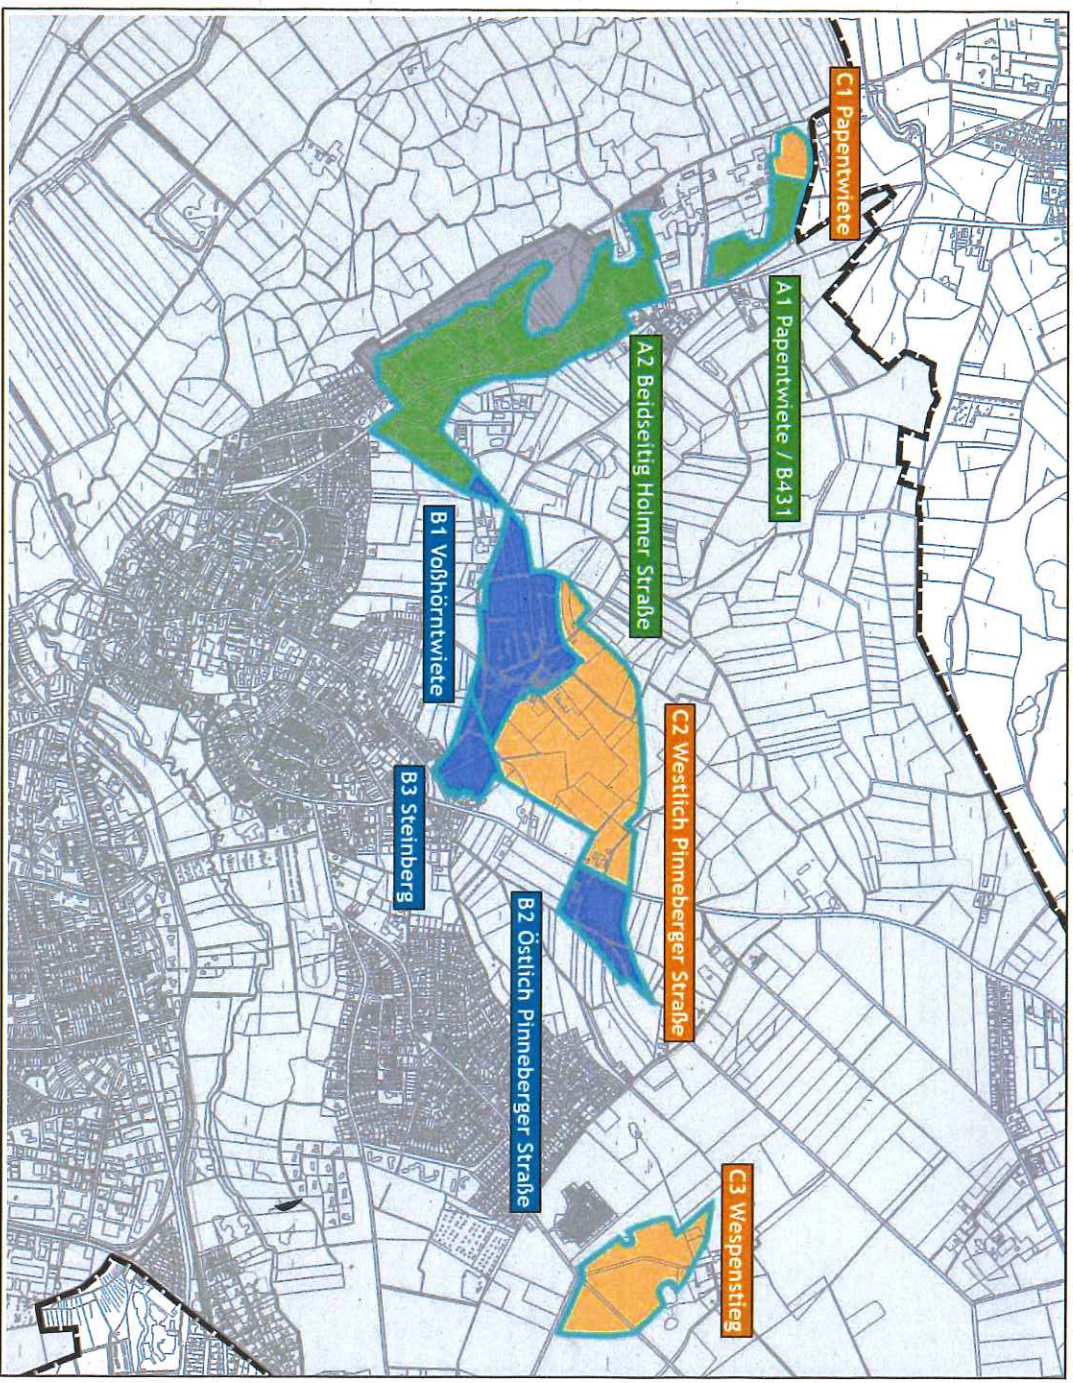 C1 Papentwiete
A1 Papentwiete / B431
A2 Beidseitig Holmer Straße
B1 Voßhörntwiete
C2 Westlich Pinneberger Straße
B3 Steinberg
B2 Östlich Pinneberger Straße
C3 Wespenstieg